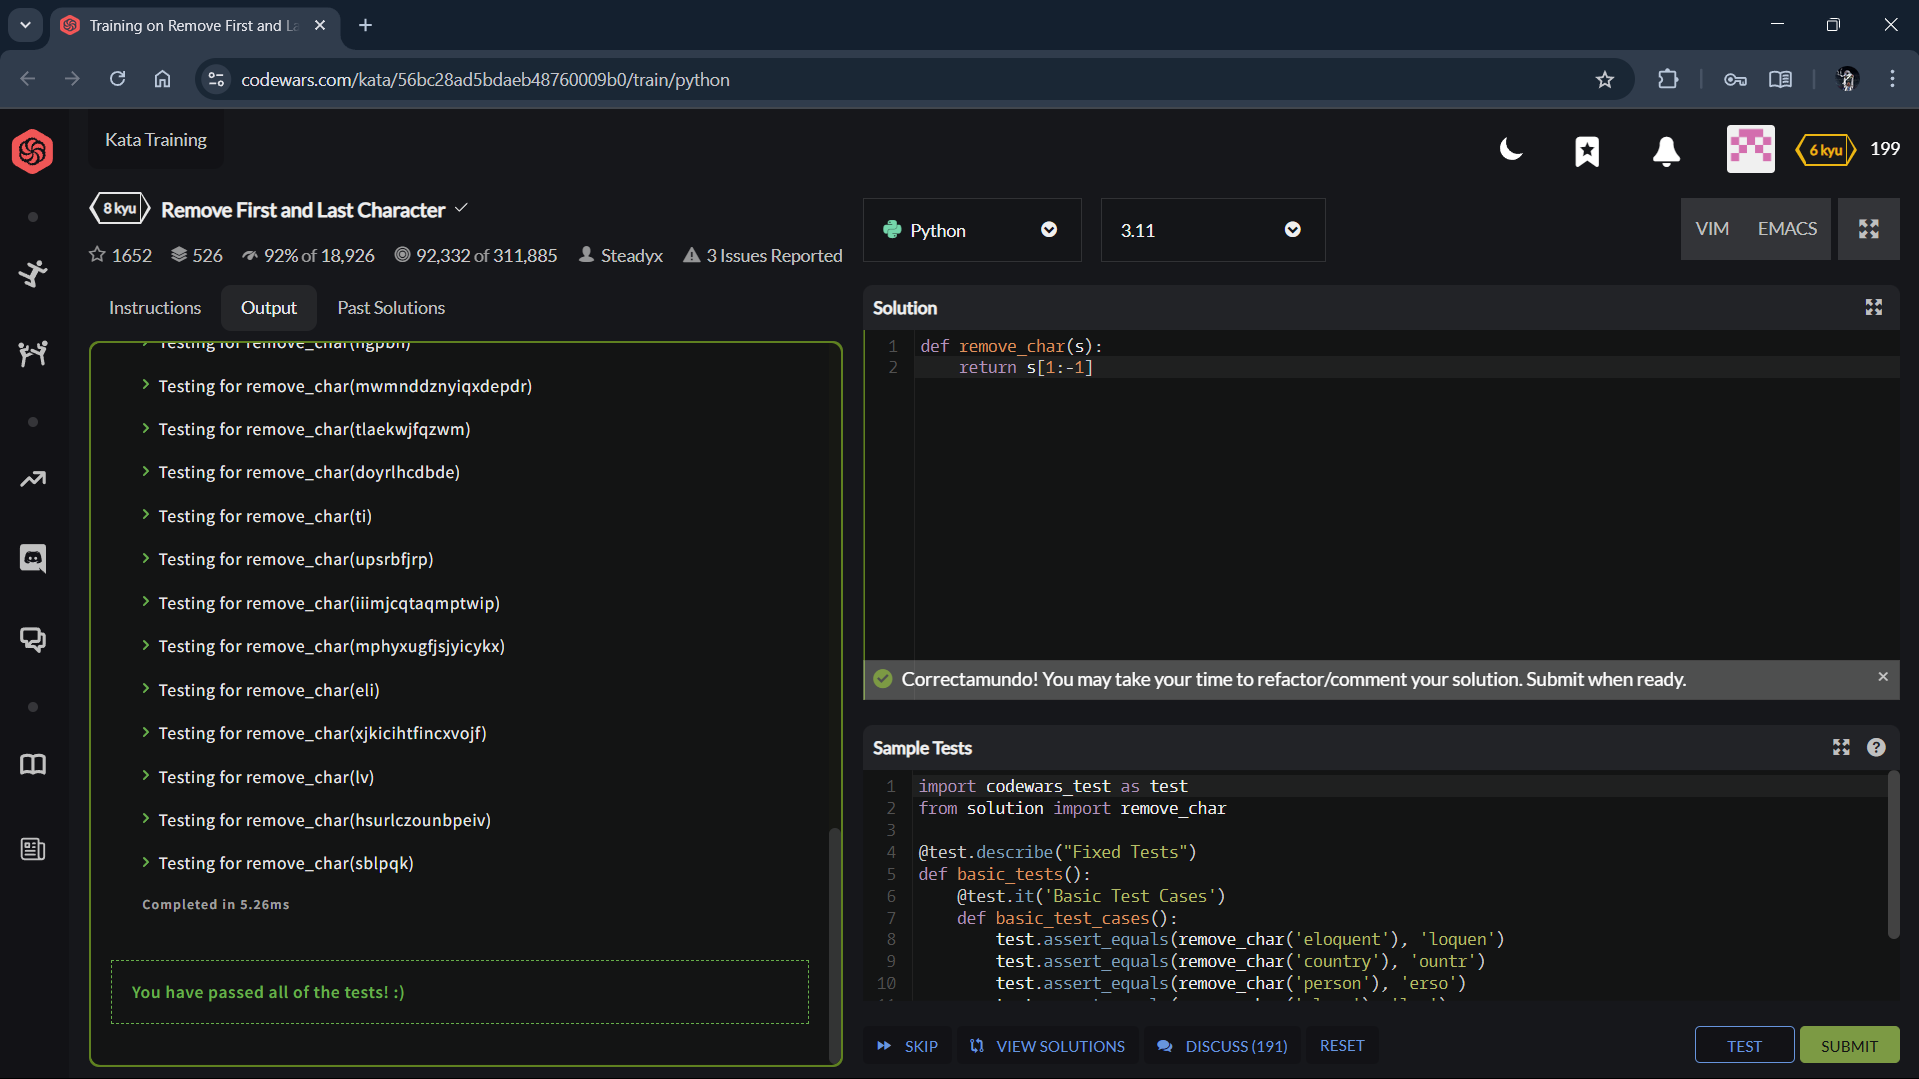 Training on Remove First and La
codewars.com/kata/56bc28ad5bdaeb48760009b0/train/python
Kata Training
6 kyu 199
8 kyu Remove First and Last Character
1652 526 92% of 18,926 92,332 of 311,885 Steadyx 3 Issues Reported
Python
3.11
VIM EMACS
Instructions Output Past Solutions
Testing for remove_char(ngpbh)
Testing for remove_char(mwmnddznyiqxdepdr)
Testing for remove_char(tlaekwjfqzwm)
Testing for remove_char(doyrlhcdbde)
Testing for remove_char(ti)
Testing for remove_char(upsrbfjrp)
Testing for remove_char(iiimjcqtaqmptwip)
Testing for remove_char(mphyxugfjsjyicykx)
Testing for remove_char(eli)
Testing for remove_char(xjkicihtfincxvojf)
Testing for remove_char(lv)
Testing for remove_char(hsurlczounbpeiv)
Testing for remove_char(sblpqk)
Completed in 5.26ms
You have passed all of the tests! :)
Solution
1 def remove_char(s):
2     return s[1:-1]
Correctamundo! You may take your time to refactor/comment your solution. Submit when ready.
Sample Tests
1 import codewars_test as test
2 from solution import remove_char
3
4 @test.describe("Fixed Tests")
5 def basic_tests():
6     @test.it('Basic Test Cases')
7     def basic_test_cases():
8         test.assert_equals(remove_char('eloquent'), 'loquen')
9         test.assert_equals(remove_char('country'), 'ountr')
10         test.assert_equals(remove_char('person'), 'erso')
SKIP VIEW SOLUTIONS DISCUSS (191) RESET
TEST SUBMIT